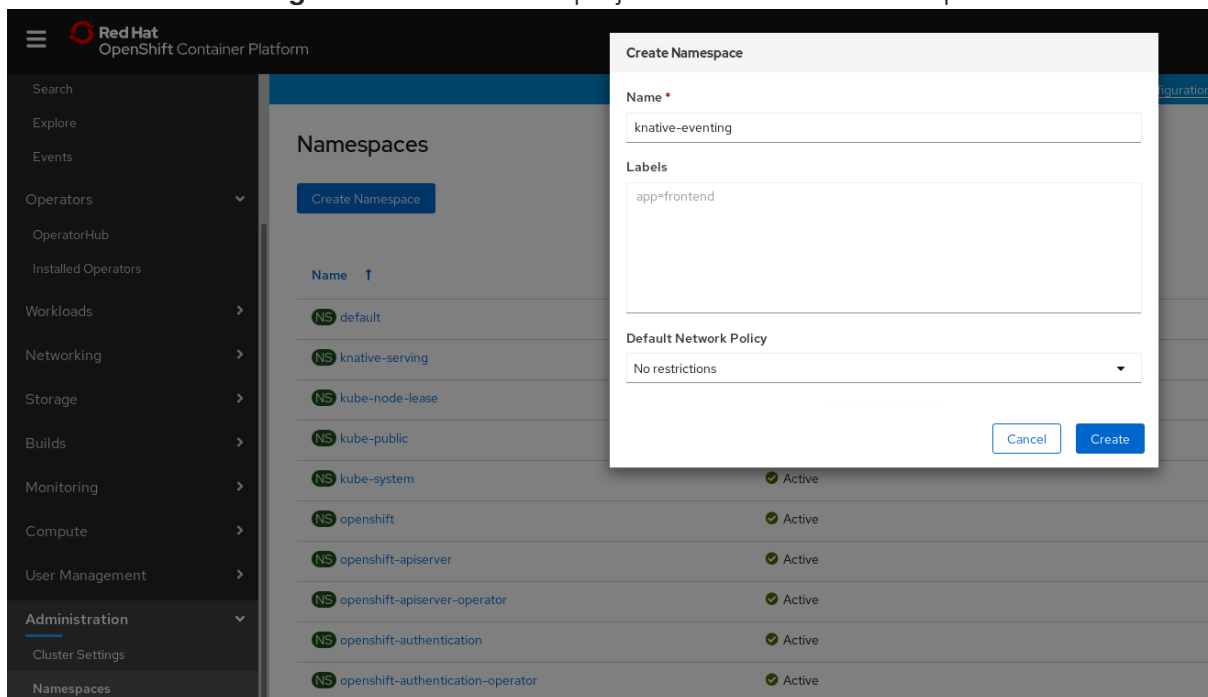 Red Hat
OpenShift Container Platform
Search
Explore
Events
Operators
OperatorHub
Installed Operators
Workloads
Networking
Storage
Builds
Monitoring
Compute
User Management
Administration
Cluster Settings
Namespaces
Namespaces
Create Namespace
Name ↑
NS default
NS knative-serving
NS kube-node-lease
NS kube-public
NS kube-system Active
NS openshift Active
NS openshift-apiserver Active
NS openshift-apiserver-operator Active
NS openshift-authentication Active
NS openshift-authentication-operator Active
Create Namespace
Name *
knative-eventing
Labels
app=frontend
Default Network Policy
No restrictions
Cancel Create